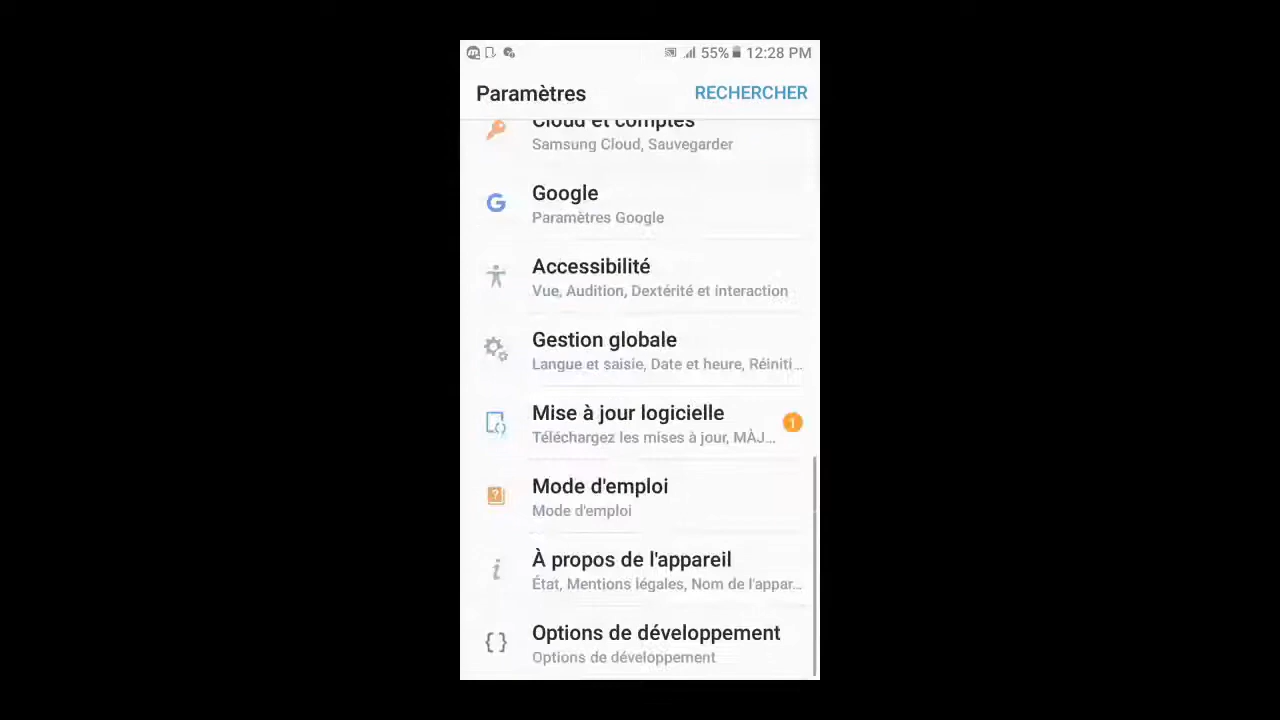 55% 12:28 PM
Paramètres
RECHERCHER
Cloud et comptes
Samsung Cloud, Sauvegarder
Google
Paramètres Google
Accessibilité
Vue, Audition, Dextérité et interaction
Gestion globale
Langue et saisie, Date et heure, Réiniti...
Mise à jour logicielle
1
Téléchargez les mises à jour, MÀJ...
Mode d'emploi
Mode d'emploi
À propos de l'appareil
État, Mentions légales, Nom de l'appar...
Options de développement
Options de développement